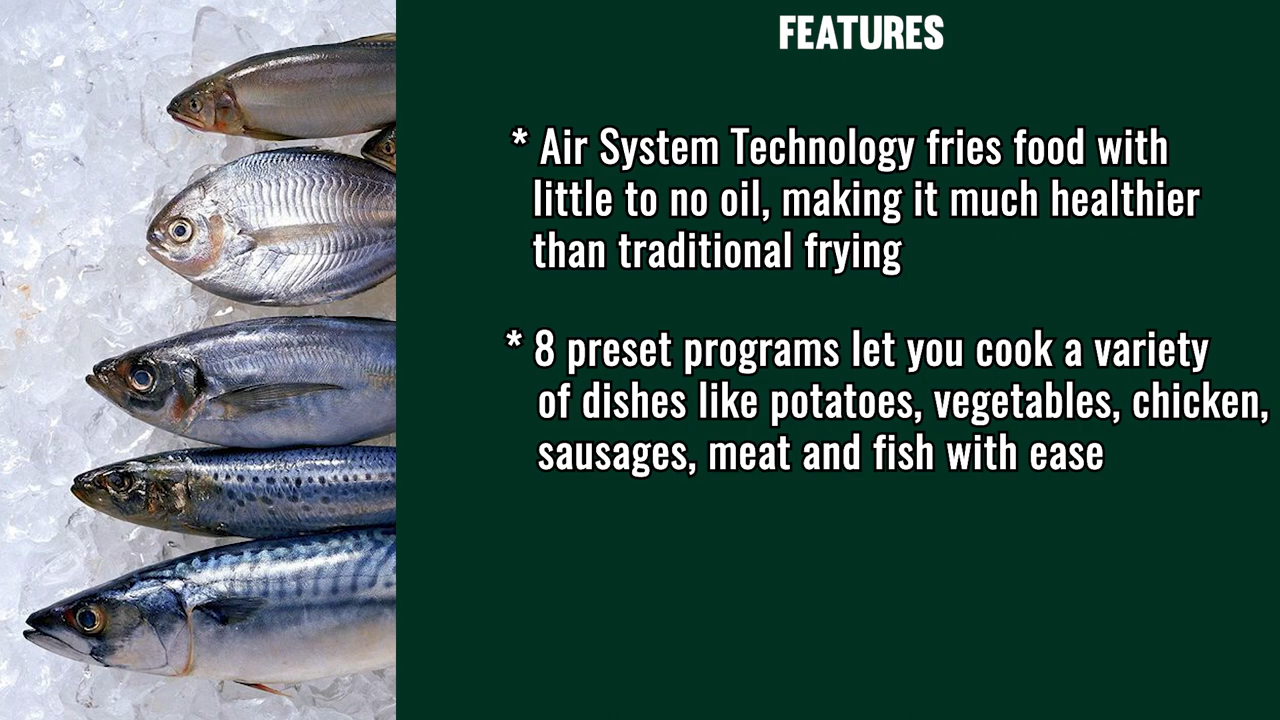 FEATURES
* Air System Technology fries food with
little to no oil, making it much healthier
than traditional frying
* 8 preset programs let you cook a variety
of dishes like potatoes, vegetables, chicken,
sausages, meat and fish with ease